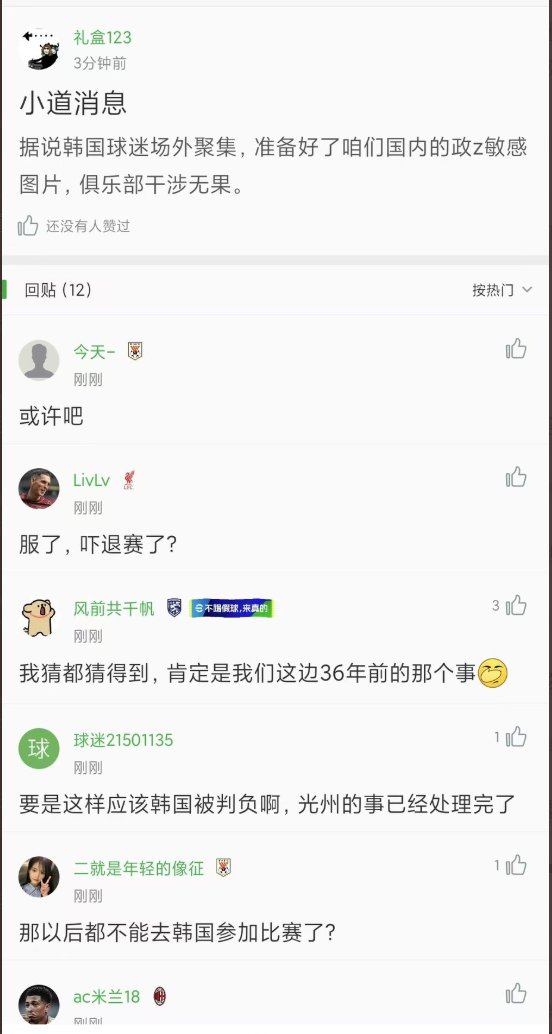 礼盒123
3分钟前
小道消息
据说韩国球迷场外聚集，准备好了咱们国内的政z敏感
图片，俱乐部干涉无果。
还没有人赞过
回贴（12）
按热门
今天-
刚刚
或许吧
LivLv
刚刚
服了，吓退赛了？
风前共千帆
不踢假球，来真的
3
刚刚
我猜都猜得到，肯定是我们这边36年前的那个事
球
球迷21501135
1
刚刚
要是这样应该韩国被判负啊，光州的事已经处理完了
二就是年轻的像征
1
刚刚
那以后都不能去韩国参加比赛了？
ac米兰18
刚刚